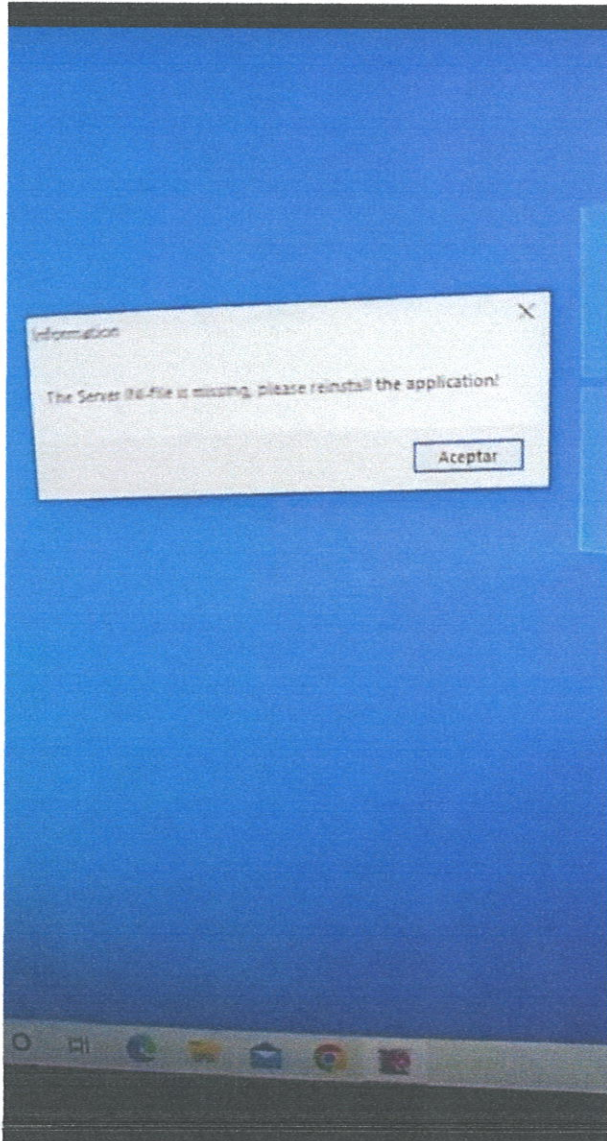 Information
The Server INI-file is missing, please reinstall the application!
Aceptar